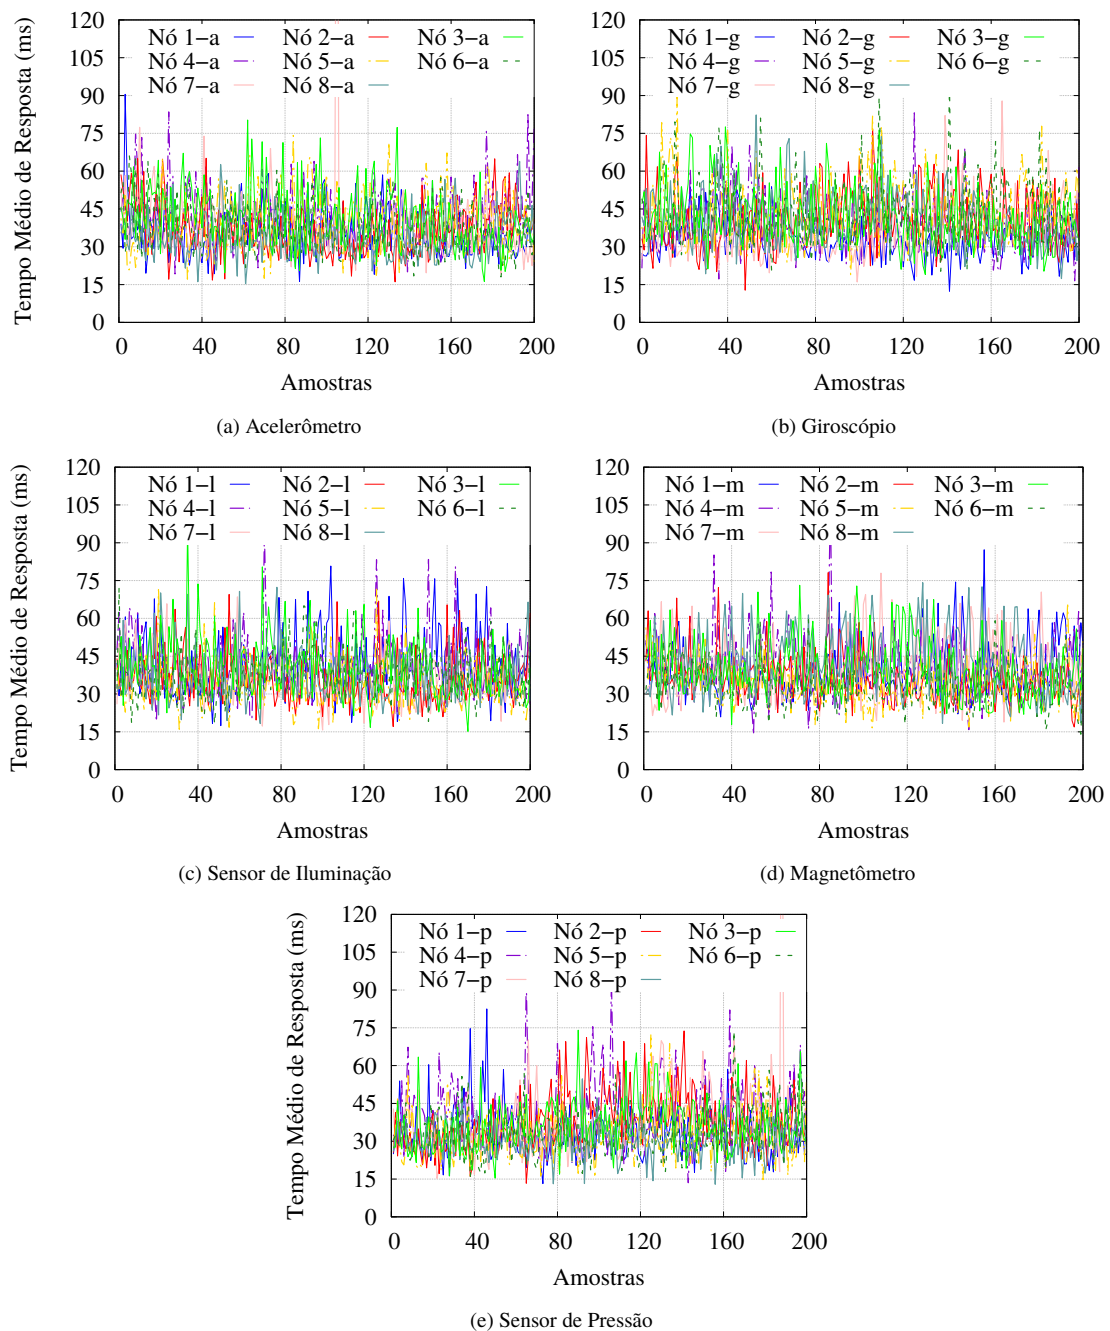 Tempo Médio de Resposta (ms)
120
105
90
75
60
45
30
15
0
Nó 1−a Nó 2−a Nó 3−a
Nó 4−a Nó 5−a Nó 6−a
Nó 7−a Nó 8−a
0 40 80 120 160 200
Amostras
(a) Acelerômetro
120
105
90
75
60
45
30
15
0
Nó 1−g Nó 2−g Nó 3−g
Nó 4−g Nó 5−g Nó 6−g
Nó 7−g Nó 8−g
0 40 80 120 160 200
Amostras
(b) Giroscópio
Tempo Médio de Resposta (ms)
120
105
90
75
60
45
30
15
0
Nó 1−l Nó 2−l Nó 3−l
Nó 4−l Nó 5−l Nó 6−l
Nó 7−l Nó 8−l
0 40 80 120 160 200
Amostras
(c) Sensor de Iluminação
120
105
90
75
60
45
30
15
0
Nó 1−m Nó 2−m Nó 3−m
Nó 4−m Nó 5−m Nó 6−m
Nó 7−m Nó 8−m
0 40 80 120 160 200
Amostras
(d) Magnetômetro
Tempo Médio de Resposta (ms)
120
105
90
75
60
45
30
15
0
Nó 1−p Nó 2−p Nó 3−p
Nó 4−p Nó 5−p Nó 6−p
Nó 7−p Nó 8−p
0 40 80 120 160 200
Amostras
(e) Sensor de Pressão